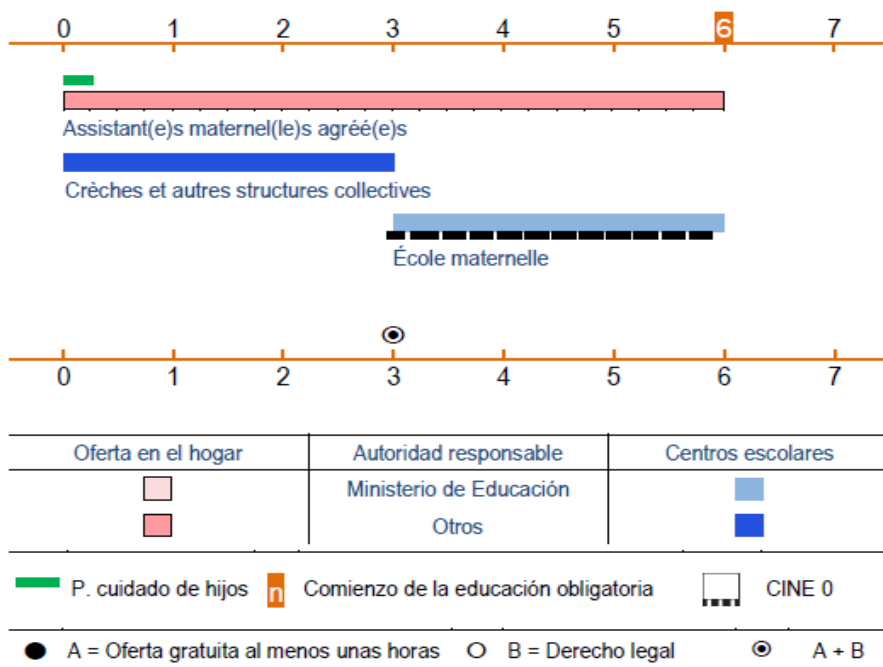 0 1 2 3 4 5 6 7
Assistant(e)s maternel(le)s agréé(e)s
Crèches et autres structures collectives
École maternelle
0 1 2 3 4 5 6 7
Oferta en el hogar Autoridad responsable Centros escolares
Ministerio de Educación
Otros
P. cuidado de hijos n Comienzo de la educación obligatoria CINE 0
A = Oferta gratuita al menos unas horas B = Derecho legal A + B